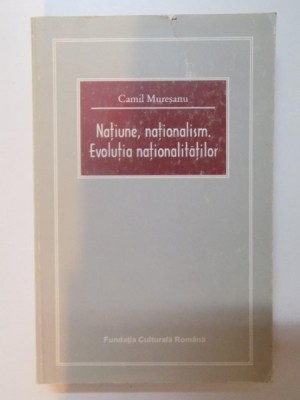 Camil Mureşanu
Naţiune, naţionalism.
Evoluţia naţionalităţilor
Fundaţia Culturală Română